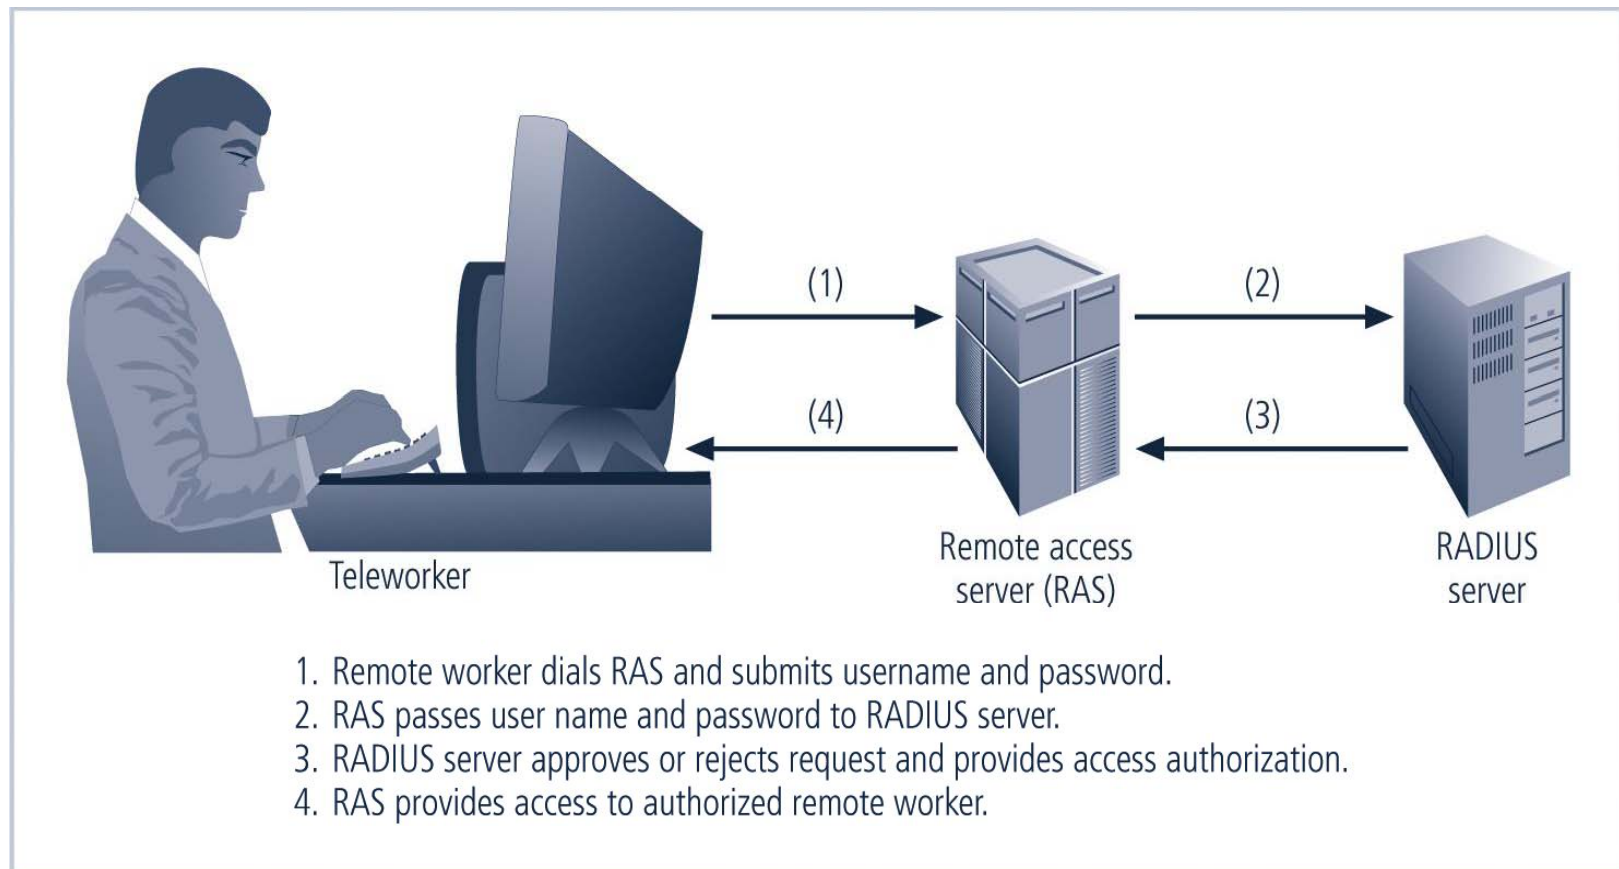 (1)
(2)
(4)
(3)
Teleworker
Remote access
server (RAS)
RADIUS
server
1. Remote worker dials RAS and submits username and password.
2. RAS passes user name and password to RADIUS server.
3. RADIUS server approves or rejects request and provides access authorization.
4. RAS provides access to authorized remote worker.